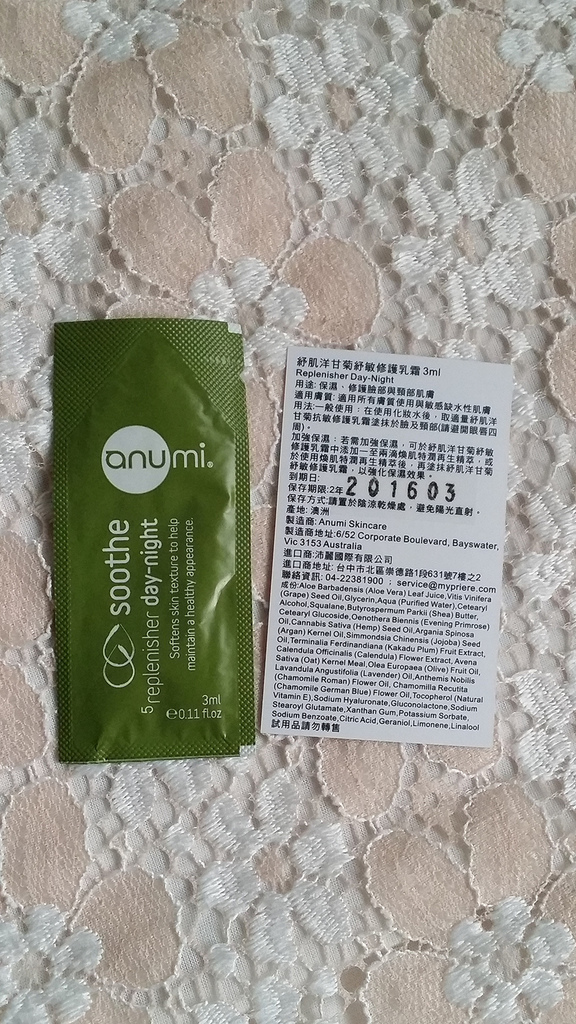 anumi.
soothe
5 replenisher day-night
Softens skin texture to help
maintain a healthy appearance.
3ml
℮0.11 fl oz
紓肌洋甘菊紓敏修護乳霜 3ml
Replenisher Day-Night
用途: 保濕、修護臉部與頸部肌膚
適用膚質: 適用所有膚質使用與敏感缺水性肌膚
用法:一般使用：在使用化妝水後，取適量紓肌洋
甘菊抗敏修護乳霜塗抹於臉及頸部(請避開眼唇四
周)。
加強保濕：若需加強保濕，可於紓肌洋甘菊紓敏
修護乳霜中添加一至兩滴煥肌特潤再生精萃，或
於使用煥肌特潤再生精萃後，再塗抹紓肌洋甘菊
紓敏修護乳霜，以強化保濕效果。
到期日:
201603
保存期限:2年
保存方式:請置於陰涼乾燥處，避免陽光直射。
產地: 澳洲
製造商: Anumi Skincare
製造商地址:6/52 Corporate Boulevard, Bayswater,
Vic 3153 Australia
進口商:沛麗國際有限公司
進口商地址: 台中市北區崇德路1段631號7樓之2
聯絡資訊: 04-22381900 ; service@mypriere.com
成份:Aloe Barbadensis (Aloe Vera) Leaf Juice,Vitis Vinifera
(Grape) Seed Oil,Glycerin,Aqua (Purified Water),Cetearyl
Alcohol,Squalane,Butyrospermum Parkii (Shea) Butter,
Cetearyl Glucoside,Oenothera Biennis (Evening Primrose)
Oil,Cannabis Sativa (Hemp) Seed Oil,Argania Spinosa
(Argan) Kernel Oil,Simmondsia Chinensis (Jojoba) Seed
Oil,Terminalia Ferdinandiana (Kakadu Plum) Fruit Extract,
Calendula Officinalis (Calendula) Flower Extract, Avena
Sativa (Oat) Kernel Meal,Olea Europaea (Olive) Fruit Oil,
Lavandula Angustifolia (Lavender) Oil,Anthemis Nobilis
(Chamomile Roman) Flower Oil, Chamomilla Recutita
(Chamomile German Blue) Flower Oil,Tocopherol (Natural
Vitamin E),Sodium Hyaluronate,Gluconolactone,Sodium
Stearoyl Glutamate,Xanthan Gum,Potassium Sorbate,
Sodium Benzoate,Citric Acid,Geraniol,Limonene,Linalool
試用品請勿轉售